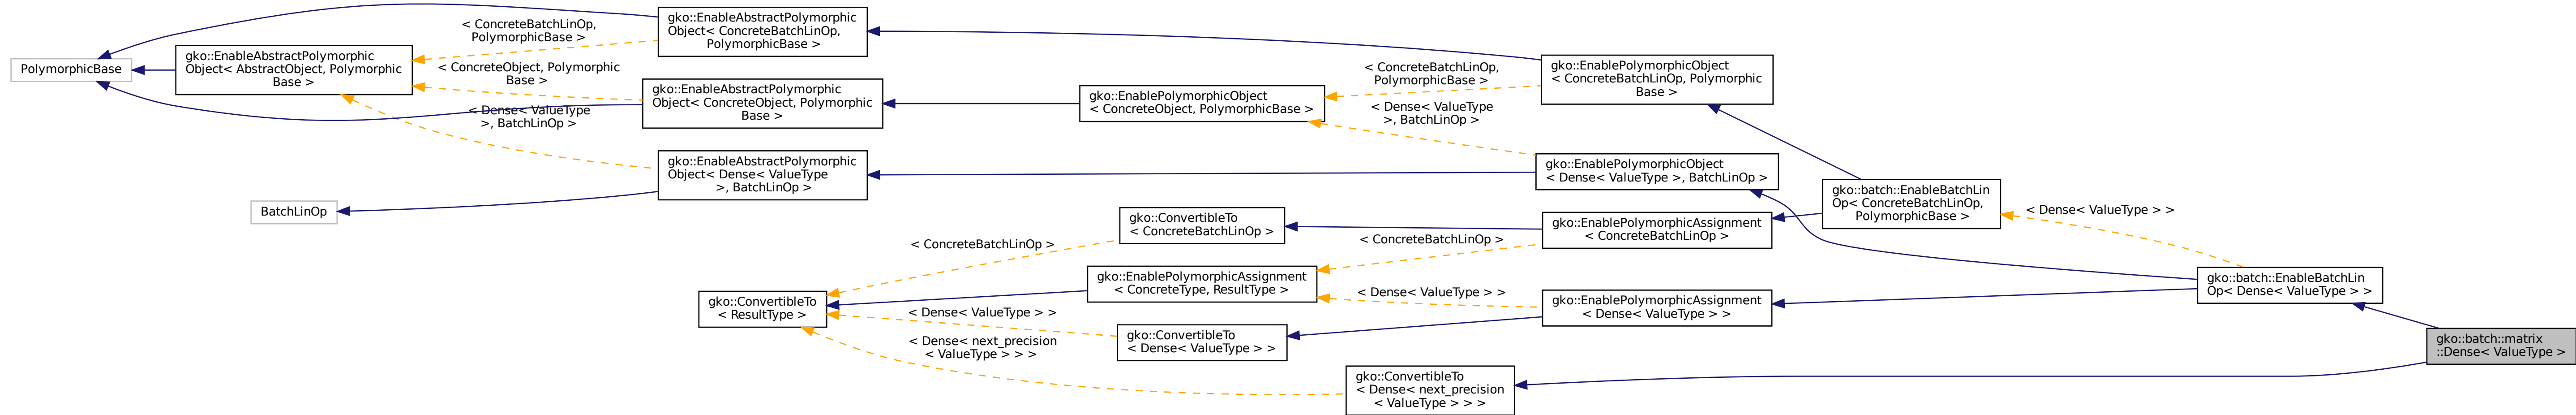 PolymorphicBase
gko::EnableAbstractPolymorphic
Object< AbstractObject, Polymorphic
Base >
BatchLinOp
< ConcreteBatchLinOp,
PolymorphicBase >
< ConcreteObject, Polymorphic
Base >
< Dense< ValueType
>, BatchLinOp >
gko::EnableAbstractPolymorphic
Object< ConcreteBatchLinOp,
PolymorphicBase >
gko::EnableAbstractPolymorphic
Object< ConcreteObject, Polymorphic
Base >
gko::EnableAbstractPolymorphic
Object< Dense< ValueType
>, BatchLinOp >
gko::ConvertibleTo
< ResultType >
< ConcreteBatchLinOp >
< Dense< ValueType > >
< Dense< next_precision
< ValueType > > >
gko::EnablePolymorphicObject
< ConcreteObject, PolymorphicBase >
gko::ConvertibleTo
< ConcreteBatchLinOp >
gko::EnablePolymorphicAssignment
< ConcreteType, ResultType >
gko::ConvertibleTo
< Dense< ValueType > >
< ConcreteBatchLinOp,
PolymorphicBase >
< Dense< ValueType
>, BatchLinOp >
< ConcreteBatchLinOp >
< Dense< ValueType > >
gko::ConvertibleTo
< Dense< next_precision
< ValueType > > >
gko::EnablePolymorphicObject
< ConcreteBatchLinOp, Polymorphic
Base >
gko::EnablePolymorphicObject
< Dense< ValueType >, BatchLinOp >
gko::EnablePolymorphicAssignment
< ConcreteBatchLinOp >
gko::EnablePolymorphicAssignment
< Dense< ValueType > >
gko::batch::EnableBatchLin
Op< ConcreteBatchLinOp,
PolymorphicBase >
< Dense< ValueType > >
gko::batch::EnableBatchLin
Op< Dense< ValueType > >
gko::batch::matrix
::Dense< ValueType >